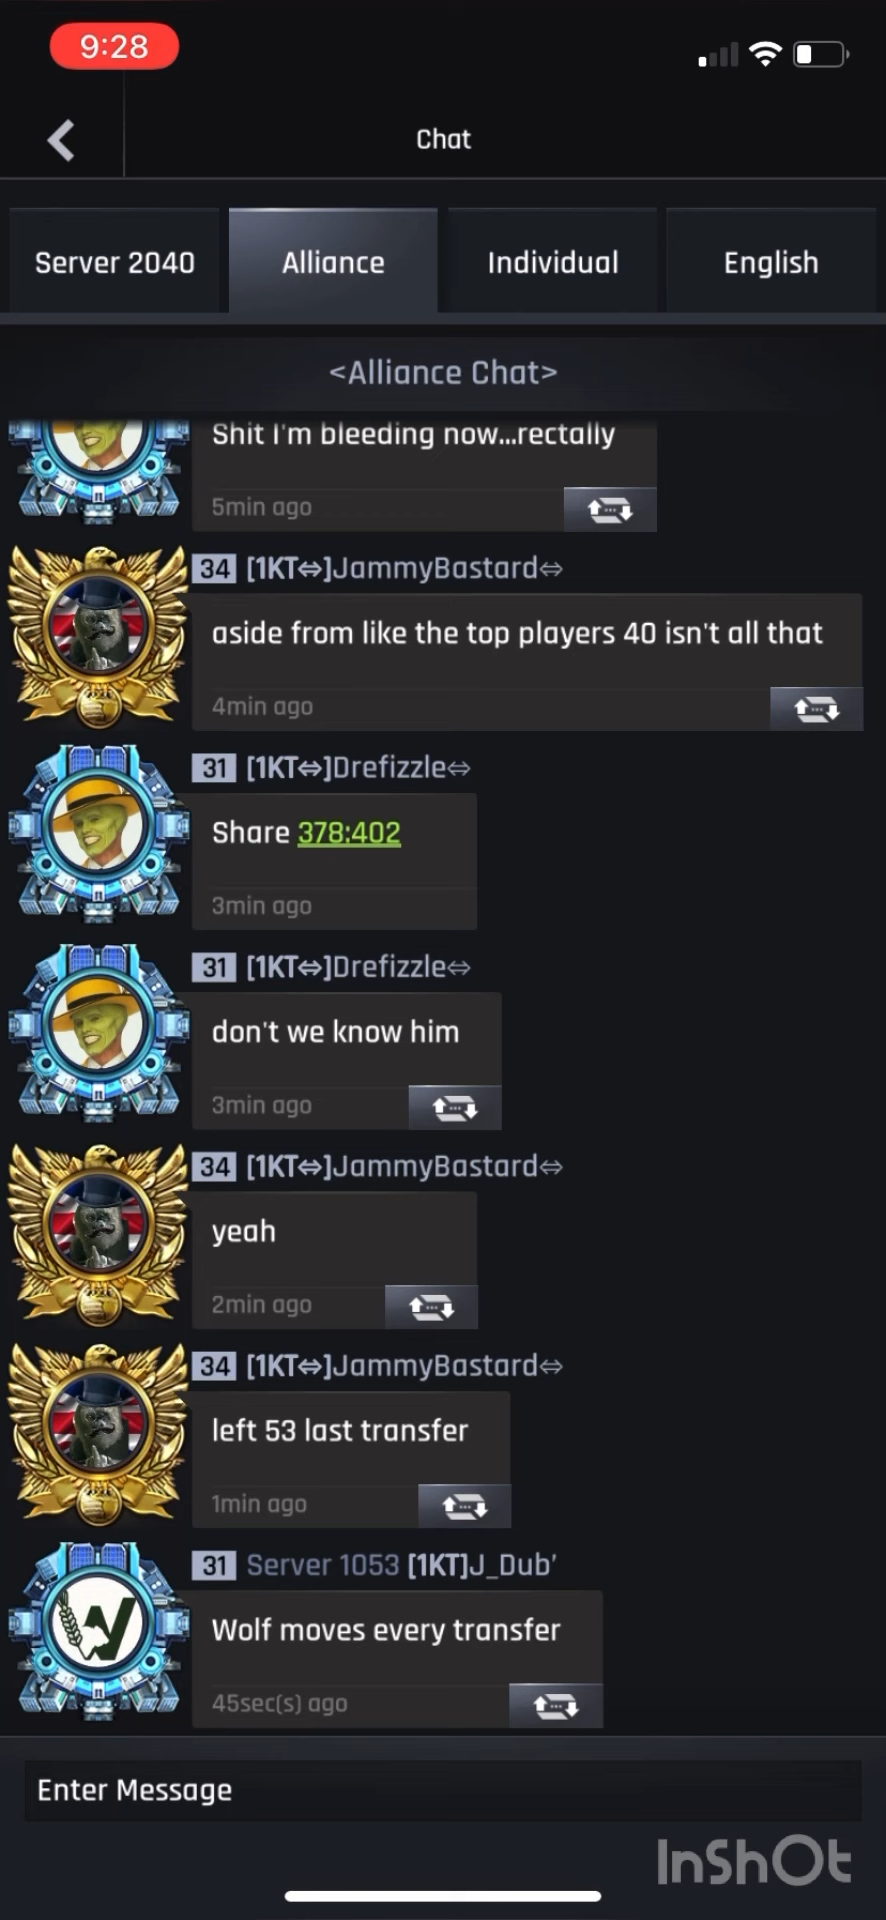 9:28
Chat
Server 2040 Alliance Individual English
<Alliance Chat>
Shit I'm bleeding now...rectally
5min ago
34 [1KT⇔]JammyBastard⇔
aside from like the top players 40 isn't all that
4min ago
31 [1KT⇔]Drefizzle⇔
Share 378:402
3min ago
31 [1KT⇔]Drefizzle⇔
don't we know him
3min ago
34 [1KT⇔]JammyBastard⇔
yeah
2min ago
34 [1KT⇔]JammyBastard⇔
left 53 last transfer
1min ago
31 Server 1053 [1KT]J_Dub'
Wolf moves every transfer
45sec(s) ago
Enter Message
InShOt